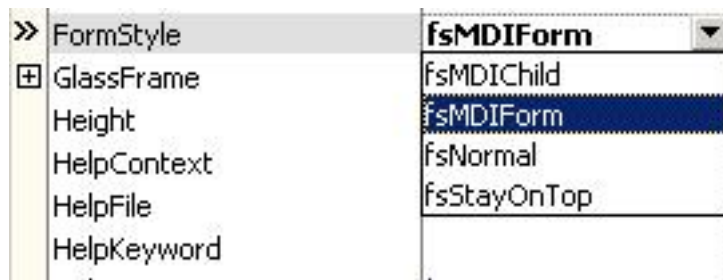 FormStyle fsMDIForm
GlassFrame fsMDIChild
Height fsMDIForm
HelpContext fsNormal
HelpFile fsStayOnTop
HelpKeyword